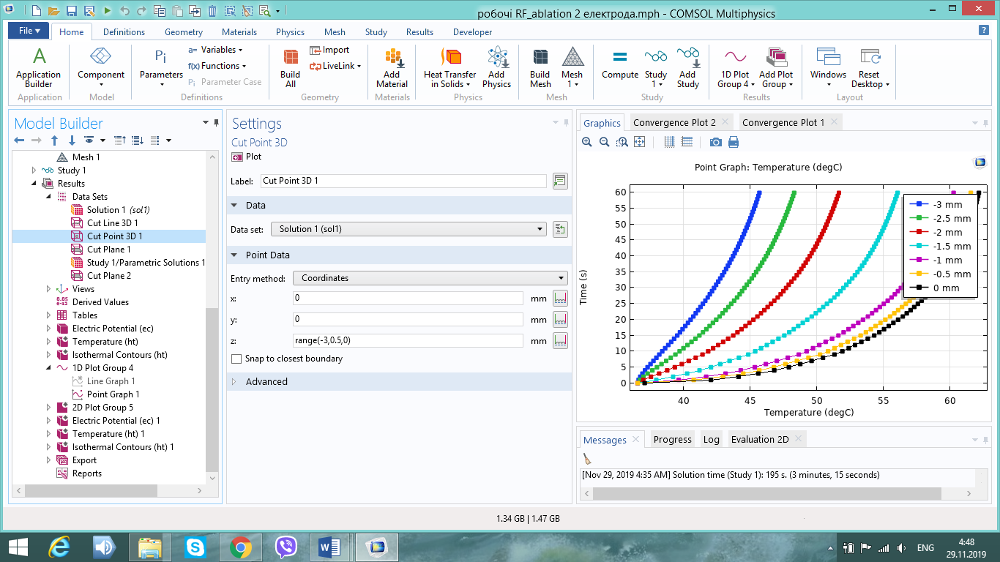 робочі RF_ablation 2 електрода.mph - COMSOL Multiphysics
File Home Definitions Geometry Materials Physics Mesh Study Results Developer ?
A Application Builder
Component
Pi Parameters
a= Variables
f(x) Functions
Pi Parameter Case
Build All
Import
LiveLink
Add Material
Heat Transfer in Solids
Add Physics
Build Mesh
Mesh 1
Compute
Study 1
Add Study
1D Plot Group 4
Add Plot Group
Windows
Reset Desktop
Application Model Definitions Geometry Materials Physics Mesh Study Results Layout
Model Builder
Mesh 1
Study 1
Results
Data Sets
Solution 1 (sol1)
Cut Line 3D 1
Cut Point 3D 1
Cut Plane 1
Study 1/Parametric Solutions 1
Cut Plane 2
Views
8.85 e-12 Derived Values
Tables
Electric Potential (ec)
Temperature (ht)
Isothermal Contours (ht)
1D Plot Group 4
Line Graph 1
Point Graph 1
2D Plot Group 5
Electric Potential (ec) 1
Temperature (ht) 1
Isothermal Contours (ht) 1
Export
Reports
Settings
Cut Point 3D
Plot
Label: Cut Point 3D 1
Data
Data set: Solution 1 (sol1)
Point Data
Entry method: Coordinates
x: 0 mm
y: 0 mm
z: range(-3,0.5,0) mm
Snap to closest boundary
Advanced
Graphics Convergence Plot 2 Convergence Plot 1
Point Graph: Temperature (degC)
60
55
50
45
40
35
30
25
20
15
10
5
0
Time (s)
40 45 50 55 60
Temperature (degC)
-3 mm
-2.5 mm
-2 mm
-1.5 mm
-1 mm
-0.5 mm
0 mm
Messages Progress Log Evaluation 2D
[Nov 29, 2019 4:35 AM] Solution time (Study 1): 195 s. (3 minutes, 15 seconds)
1.34 GB | 1.47 GB
ENG
4:48
29.11.2019